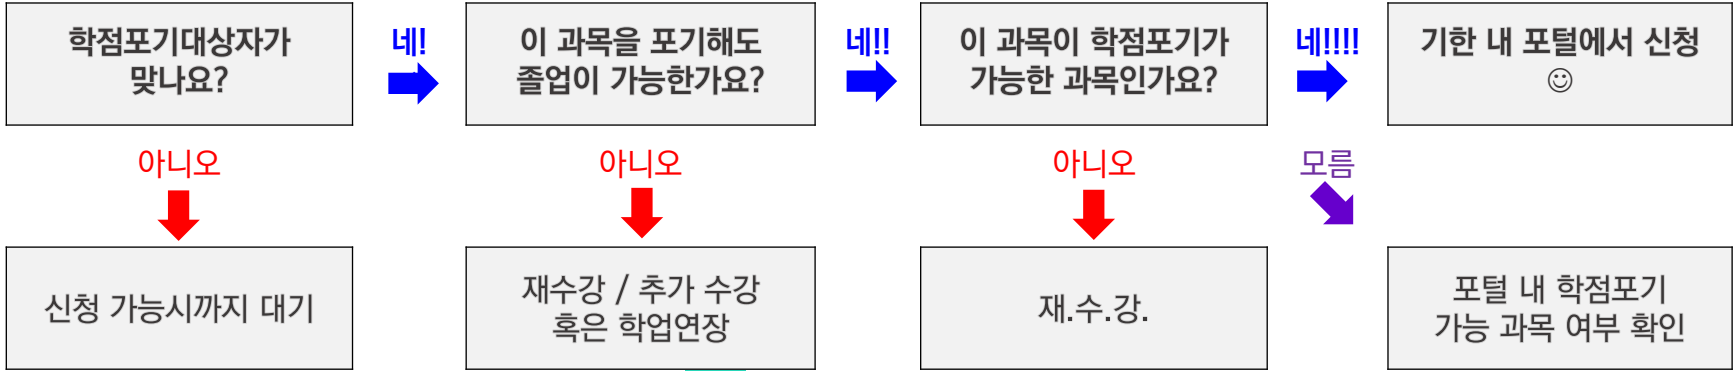 학점포기대상자가
맞나요?
네!
이 과목을 포기해도
졸업이 가능한가요?
네!!
이 과목이 학점포기가
가능한 과목인가요?
네!!!!
기한 내 포털에서 신청
☺
아니오
아니오
아니오
모름
신청 가능시까지 대기
재수강 / 추가 수강
혹은 학업연장
재.수.강.
포털 내 학점포기
가능 과목 여부 확인